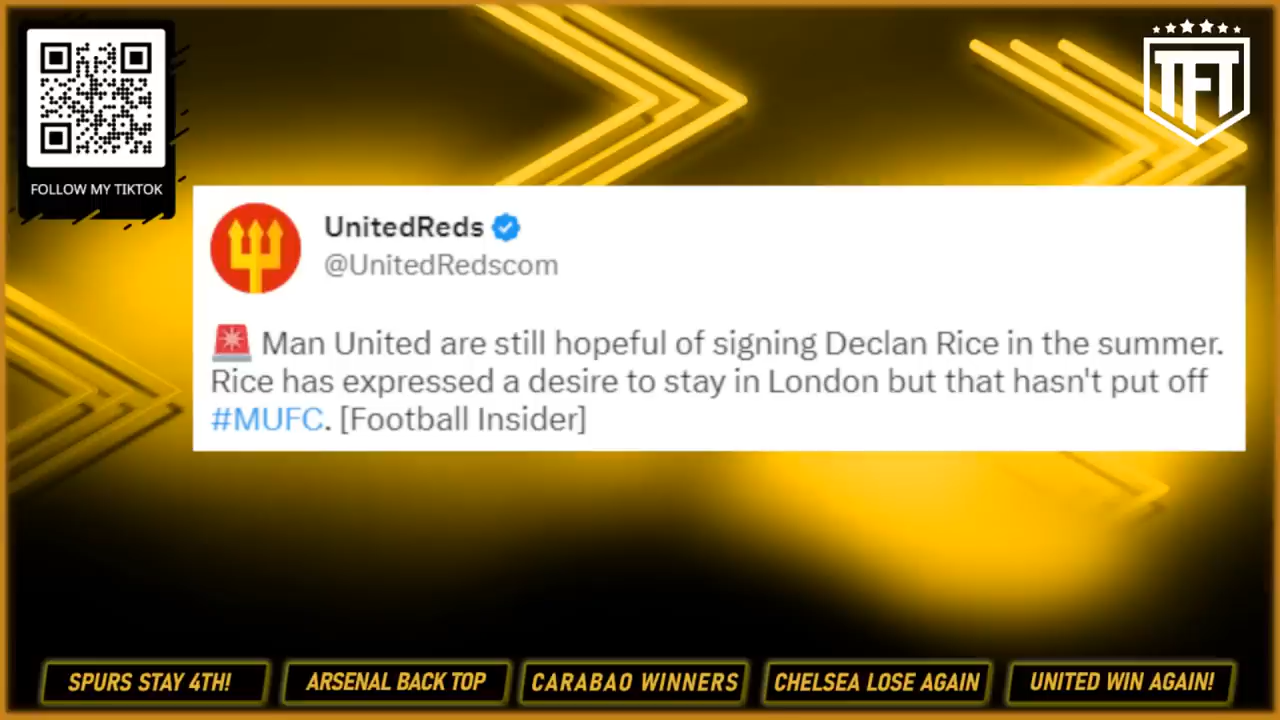 TFT
FOLLOW MY TIKTOK
UnitedReds
@UnitedRedscom
🚨 Man United are still hopeful of signing Declan Rice in the summer.
Rice has expressed a desire to stay in London but that hasn't put off
#MUFC. [Football Insider]
SPURS STAY 4TH!
ARSENAL BACK TOP
CARABAO WINNERS
CHELSEA LOSE AGAIN
UNITED WIN AGAIN!